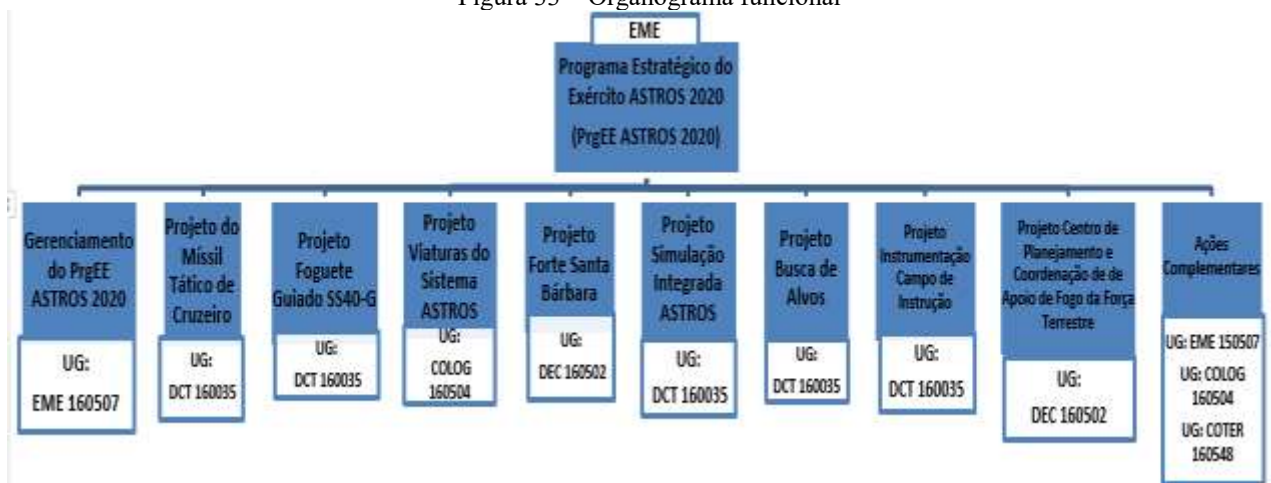 Figura 33 – Organograma funcional
EME
Programa Estratégico do
Exército ASTROS 2020
(PrgEE ASTROS 2020)
Gerenciamento
do PrgEE
ASTROS 2020
UG:
EME 160507
Projeto do
Míssil
Tático de
Cruzeiro
UG:
DCT 160035
Projeto
Foguete
Guiado SS40-G
UG:
DCT 160035
Projeto
Viaturas do
Sistema
ASTROS
UG:
COLOG
160504
Projeto
Forte Santa
Bárbara
UG:
DEC 160502
Projeto
Simulação
Integrada
ASTROS
UG:
DCT 160035
Projeto
Busca de
Alvos
UG:
DCT 160035
Projeto
Instrumentação
Campo de
Instrução
UG:
DCT 160035
Projeto Centro de
Planejamento e
Coordenação de de
Apoio de Fogo da Força
Terrestre
UG:
DEC 160502
Ações
Complementares
UG: EME 150507
UG: COLOG
160504
UG: COTER
160548